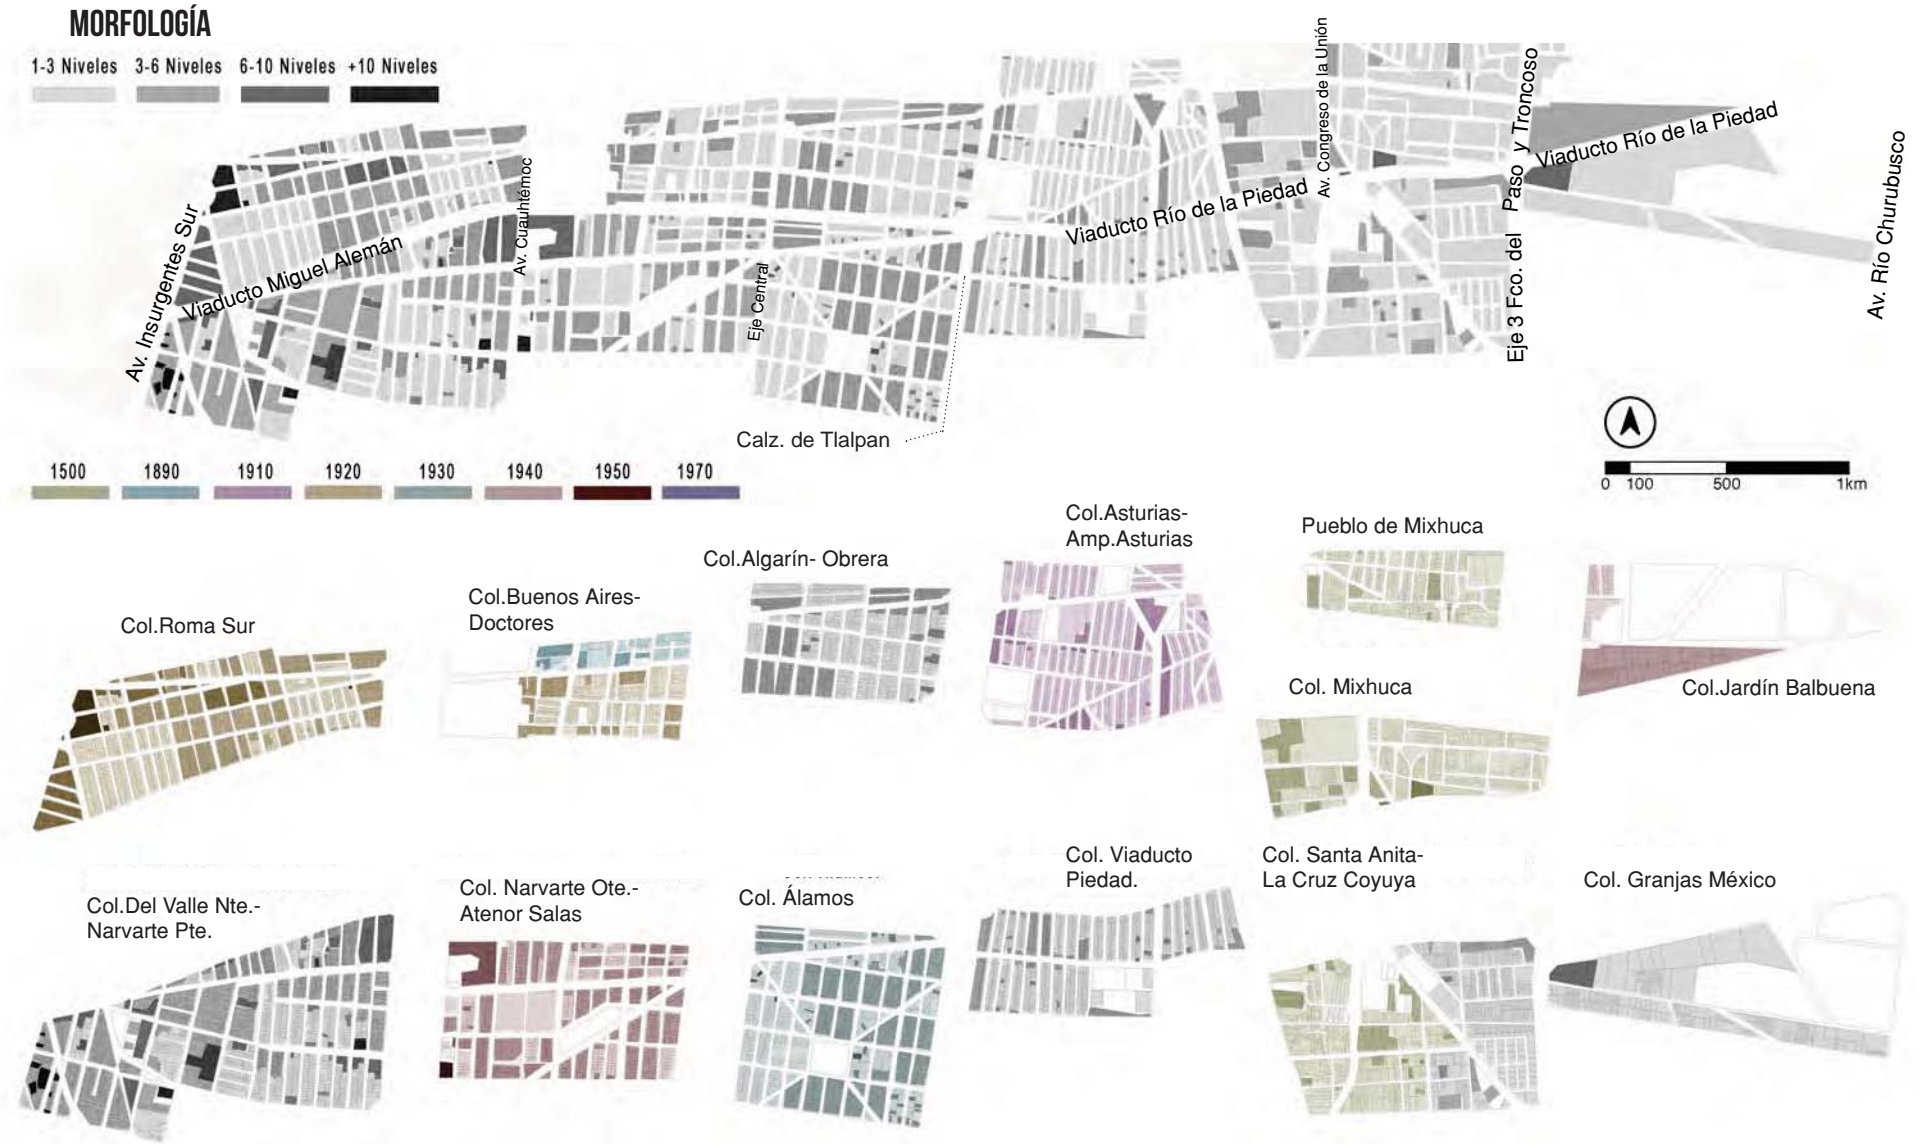 MORFOLOGÍA
1-3 Niveles 3-6 Niveles 6-10 Niveles +10 Niveles
Av. Insurgentes Sur
Viaducto Miguel Alemán
Av. Cuauhtémoc
Eje Central
Calz. de Tlalpan
Viaducto Río de la Piedad
Av. Congreso de la Unión
Eje 3 Fco. del Paso y Troncoso
Viaducto Río de la Piedad
Av. Río Churubusco
0 100 500 1km
1500 1890 1910 1920 1930 1940 1950 1970
Col.Roma Sur
Col.Buenos Aires-
Doctores
Col.Algarín- Obrera
Col.Asturias-
Amp.Asturias
Pueblo de Mixhuca
Col. Mixhuca
Col.Jardín Balbuena
Col.Del Valle Nte.-
Narvarte Pte.
Col. Narvarte Ote.-
Atenor Salas
Col. Álamos
Col. Viaducto
Piedad.
Col. Santa Anita-
La Cruz Coyuya
Col. Granjas México